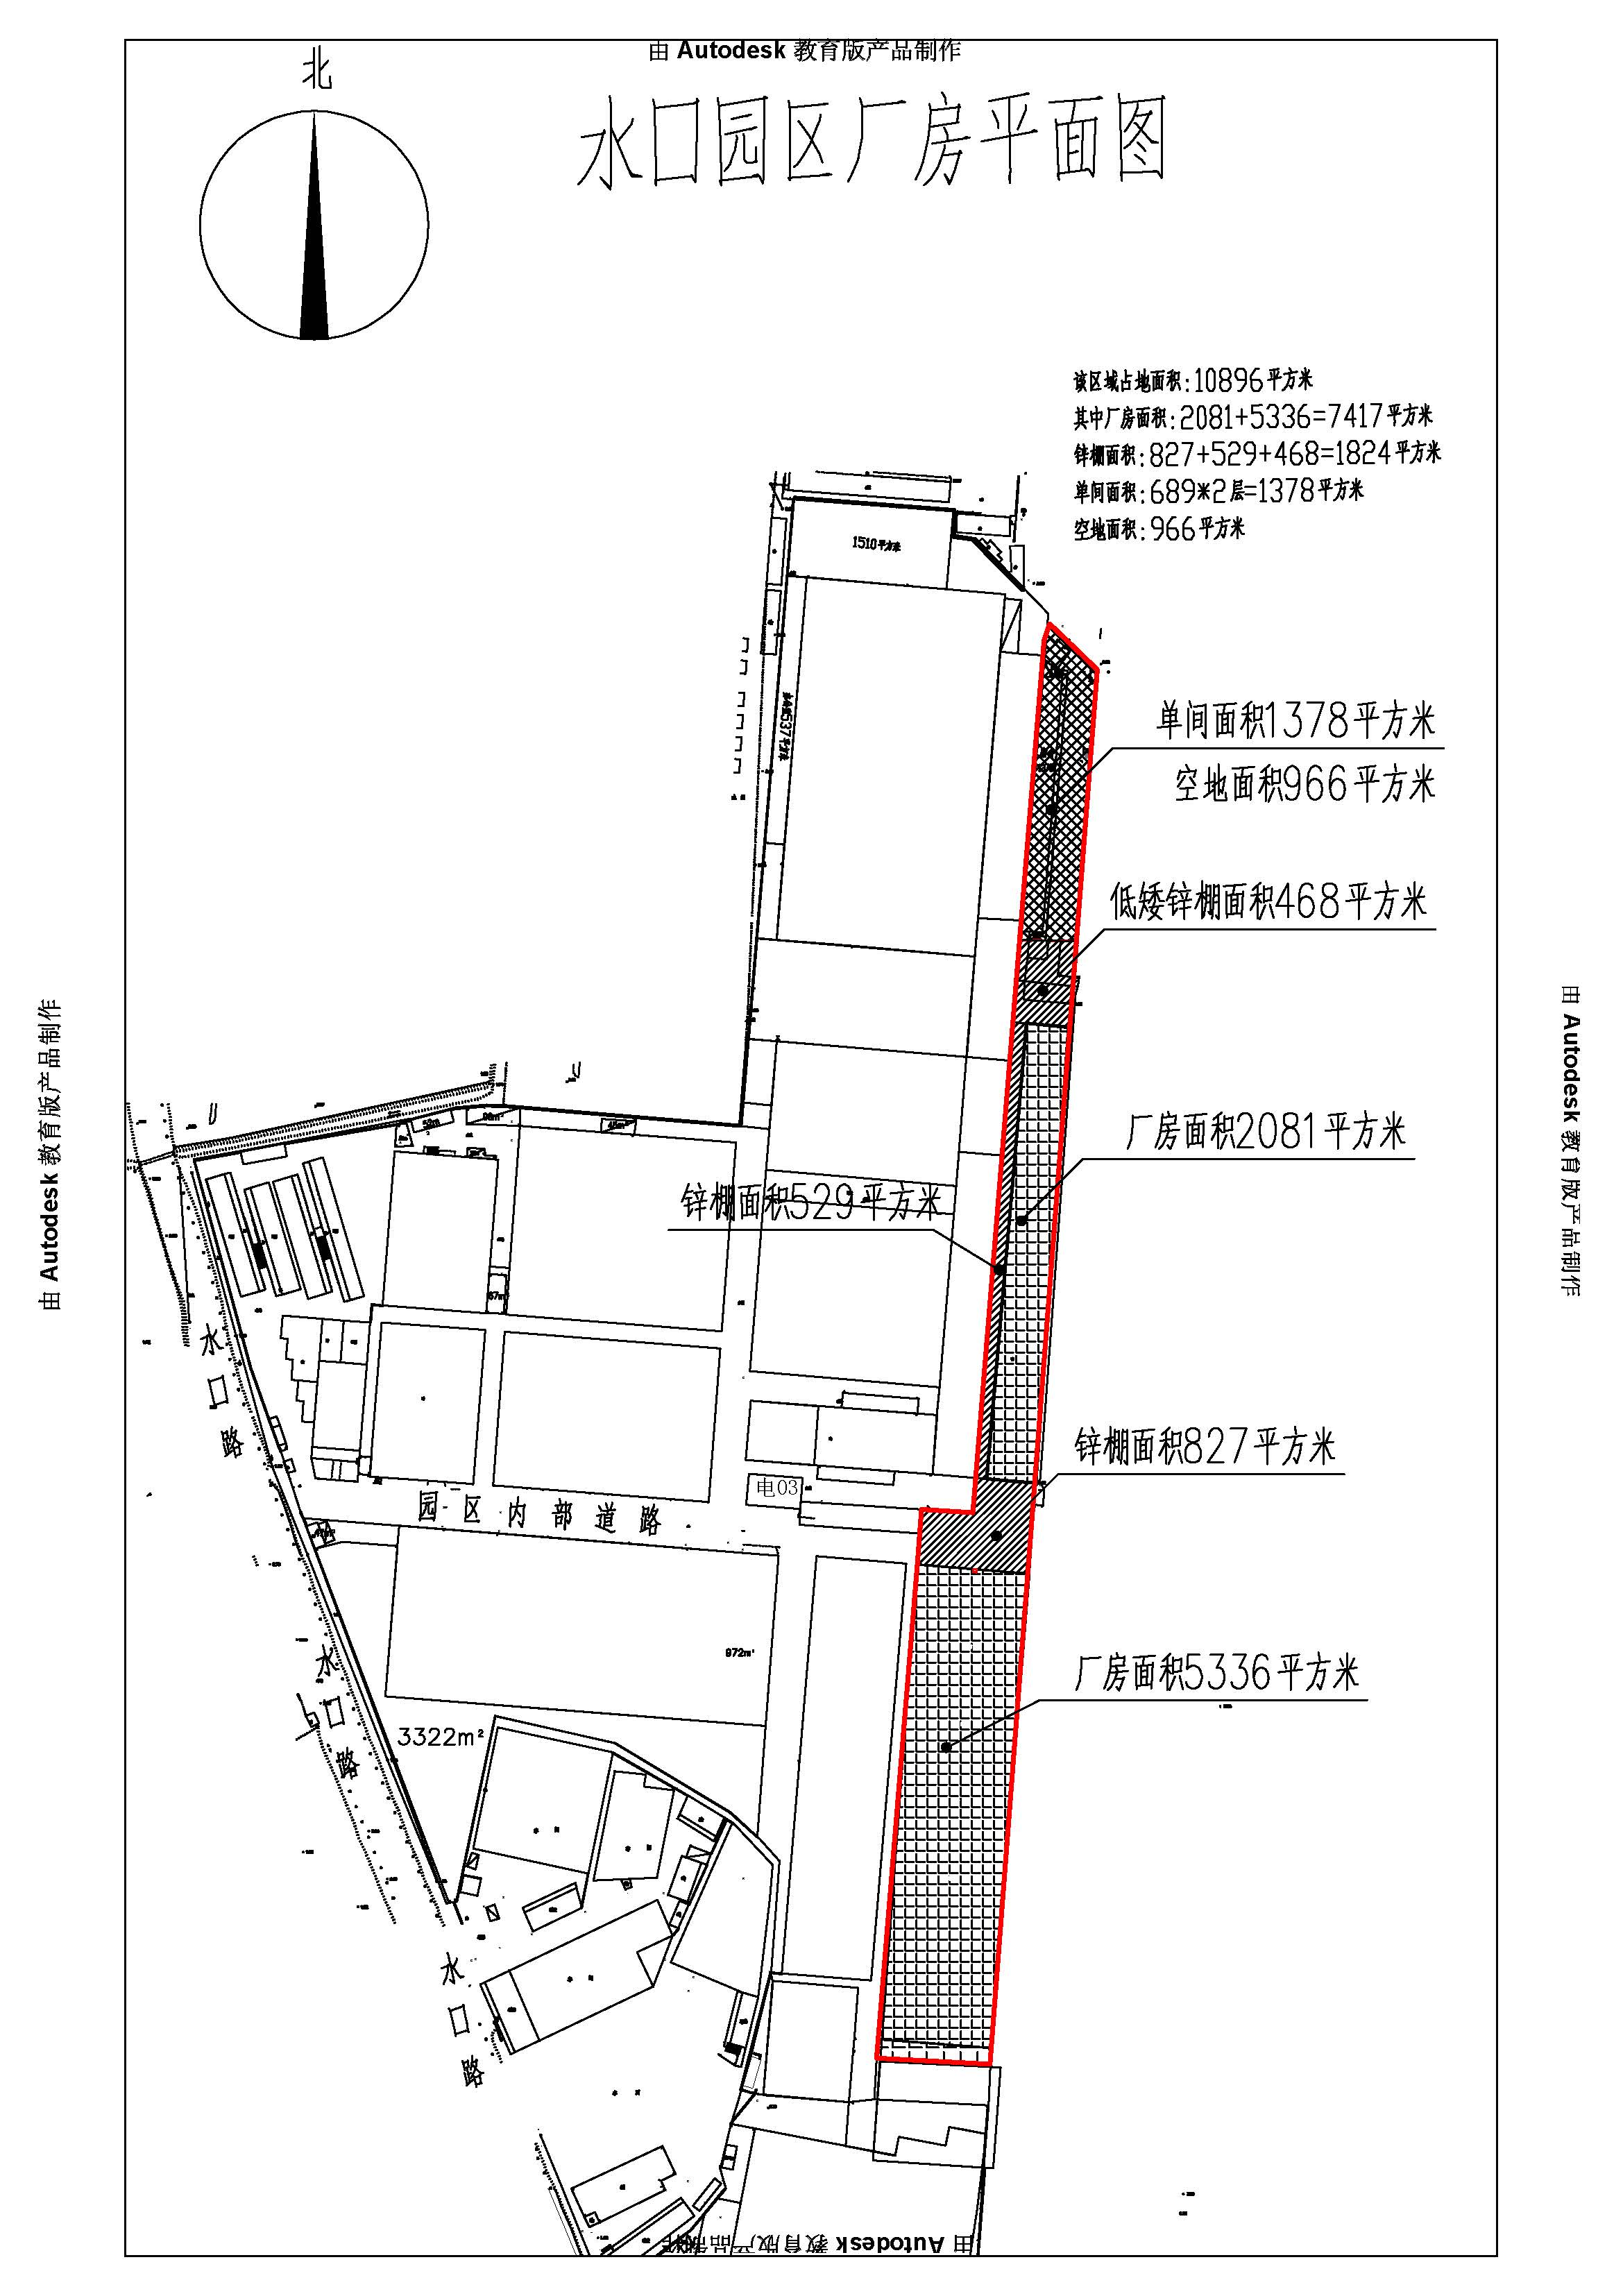 由 Autodesk 教育版产品制作
北
水口园区厂房平面图
该区域占地面积:10896平方米
其中厂房面积:2081+5336=7417平方米
锌棚面积:827+529+468=1824平方米
单间面积:689*2层=1378平方米
空地面积:966平方米
1510平方米
单间面积1378平方米
空地面积966平方米
低矮锌棚面积468平方米
厂房面积2081平方米
锌棚面积529平方米
锌棚面积827平方米
厂房面积5336平方米
水口路
电03
园区内部道路
972m²
水口路
3322m²
水口路
由 Autodesk 教育版产品制作
由 Autodesk 教育版产品制作
由 Autodesk 教育版产品制作